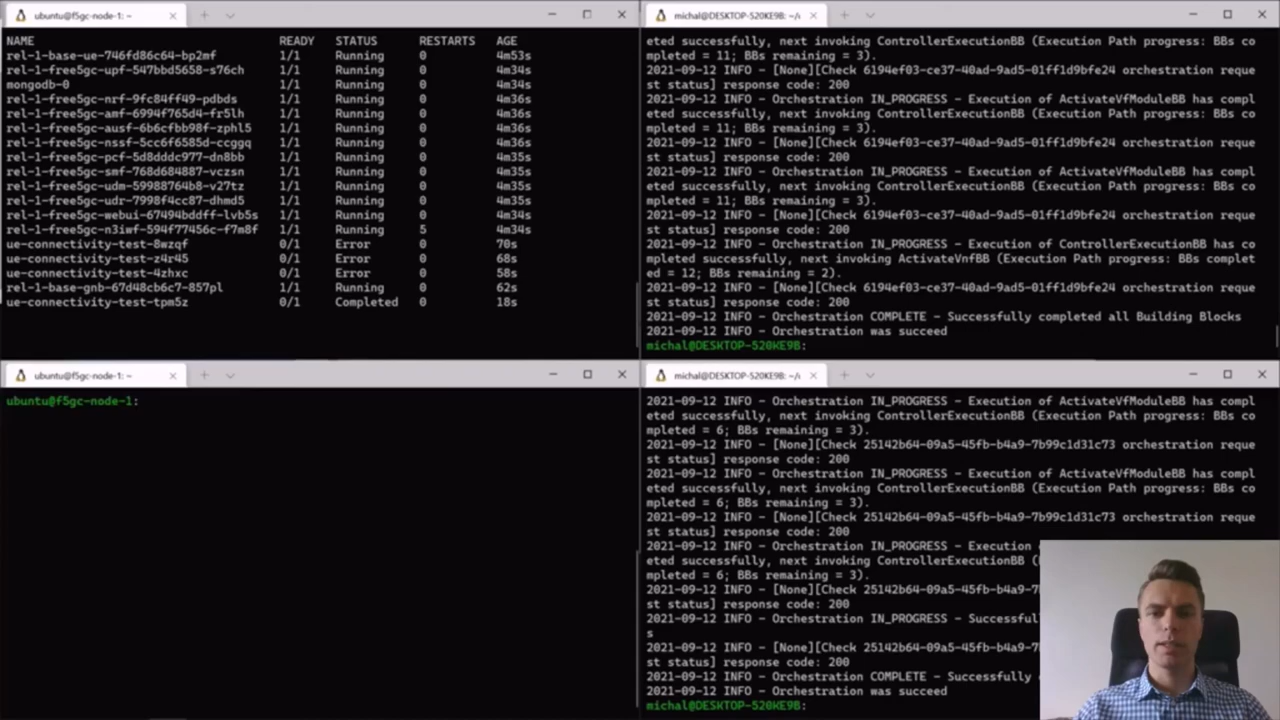 ubuntu@f5gc-node-1: ~
NAME READY STATUS RESTARTS AGE
rel-1-base-ue-746fd86c64-bp2mf 1/1 Running 0 4m53s
rel-1-free5gc-upf-547bbd5658-s76ch 1/1 Running 0 4m34s
mongodb-0 1/1 Running 0 4m34s
rel-1-free5gc-nrf-9fc84ff49-pdbds 1/1 Running 0 4m36s
rel-1-free5gc-amf-6994f765d4-fr5lh 1/1 Running 0 4m36s
rel-1-free5gc-ausf-6b6cfbb98f-zphl5 1/1 Running 0 4m36s
rel-1-free5gc-nssf-5cc6f6585d-ccggq 1/1 Running 0 4m36s
rel-1-free5gc-pcf-5d8dddc977-dn8bb 1/1 Running 0 4m35s
rel-1-free5gc-smf-768d684887-vczsn 1/1 Running 0 4m35s
rel-1-free5gc-udm-59988764b8-v27tz 1/1 Running 0 4m35s
rel-1-free5gc-udr-7998f4cc87-dhmd5 1/1 Running 0 4m35s
rel-1-free5gc-webui-67494bddff-lvb5s 1/1 Running 0 4m34s
rel-1-free5gc-n3iwf-594f77456c-f7m8f 1/1 Running 5 4m34s
ue-connectivity-test-8wzqf 0/1 Error 0 70s
ue-connectivity-test-z4r45 0/1 Error 0 68s
ue-connectivity-test-4zhxc 0/1 Error 0 58s
rel-1-base-gnb-67d48cb6c7-857pl 1/1 Running 0 62s
ue-connectivity-test-tpm5z 0/1 Completed 0 18s
michal@DESKTOP-520KE9B: ~/
eted successfully, next invoking ControllerExecutionBB (Execution Path progress: BBs co
mpleted = 11; BBs remaining = 3).
2021-09-12 INFO - [None][Check 6194ef03-ce37-40ad-9ad5-01ff1d9bfe24 orchestration reque
st status] response code: 200
2021-09-12 INFO - Orchestration IN_PROGRESS - Execution of ActivateVfModuleBB has compl
eted successfully, next invoking ControllerExecutionBB (Execution Path progress: BBs co
mpleted = 11; BBs remaining = 3).
2021-09-12 INFO - [None][Check 6194ef03-ce37-40ad-9ad5-01ff1d9bfe24 orchestration reque
st status] response code: 200
2021-09-12 INFO - Orchestration IN_PROGRESS - Execution of ActivateVfModuleBB has compl
eted successfully, next invoking ControllerExecutionBB (Execution Path progress: BBs co
mpleted = 11; BBs remaining = 3).
2021-09-12 INFO - [None][Check 6194ef03-ce37-40ad-9ad5-01ff1d9bfe24 orchestration reque
st status] response code: 200
2021-09-12 INFO - Orchestration IN_PROGRESS - Execution of ControllerExecutionBB has co
mpleted successfully, next invoking ActivateVnfBB (Execution Path progress: BBs complet
ed = 12; BBs remaining = 2).
2021-09-12 INFO - [None][Check 6194ef03-ce37-40ad-9ad5-01ff1d9bfe24 orchestration reque
st status] response code: 200
2021-09-12 INFO - Orchestration COMPLETE - Successfully completed all Building Blocks
2021-09-12 INFO - Orchestration was succeed
michal@DESKTOP-520KE9B:
ubuntu@f5gc-node-1: ~
ubuntu@f5gc-node-1:
michal@DESKTOP-520KE9B: ~/
2021-09-12 INFO - Orchestration IN_PROGRESS - Execution of ActivateVfModuleBB has compl
eted successfully, next invoking ControllerExecutionBB (Execution Path progress: BBs co
mpleted = 6; BBs remaining = 3).
2021-09-12 INFO - [None][Check 25142b64-09a5-45fb-b4a9-7b99c1d31c73 orchestration reque
st status] response code: 200
2021-09-12 INFO - Orchestration IN_PROGRESS - Execution of ActivateVfModuleBB has compl
eted successfully, next invoking ControllerExecutionBB (Execution Path progress: BBs co
mpleted = 6; BBs remaining = 3).
2021-09-12 INFO - [None][Check 25142b64-09a5-45fb-b4a9-7b99c1d31c73 orchestration reque
st status] response code: 200
2021-09-12 INFO - Orchestration IN_PROGRESS - Execution
eted successfully, next invoking ControllerExecutionBB (
mpleted = 6; BBs remaining = 3).
2021-09-12 INFO - [None][Check 25142b64-09a5-45fb-b4a9-7
st status] response code: 200
2021-09-12 INFO - Orchestration IN_PROGRESS - Successful
s
2021-09-12 INFO - [None][Check 25142b64-09a5-45fb-b4a9-7
st status] response code: 200
2021-09-12 INFO - Orchestration COMPLETE - Successfully
2021-09-12 INFO - Orchestration was succeed
michal@DESKTOP-520KE9B: